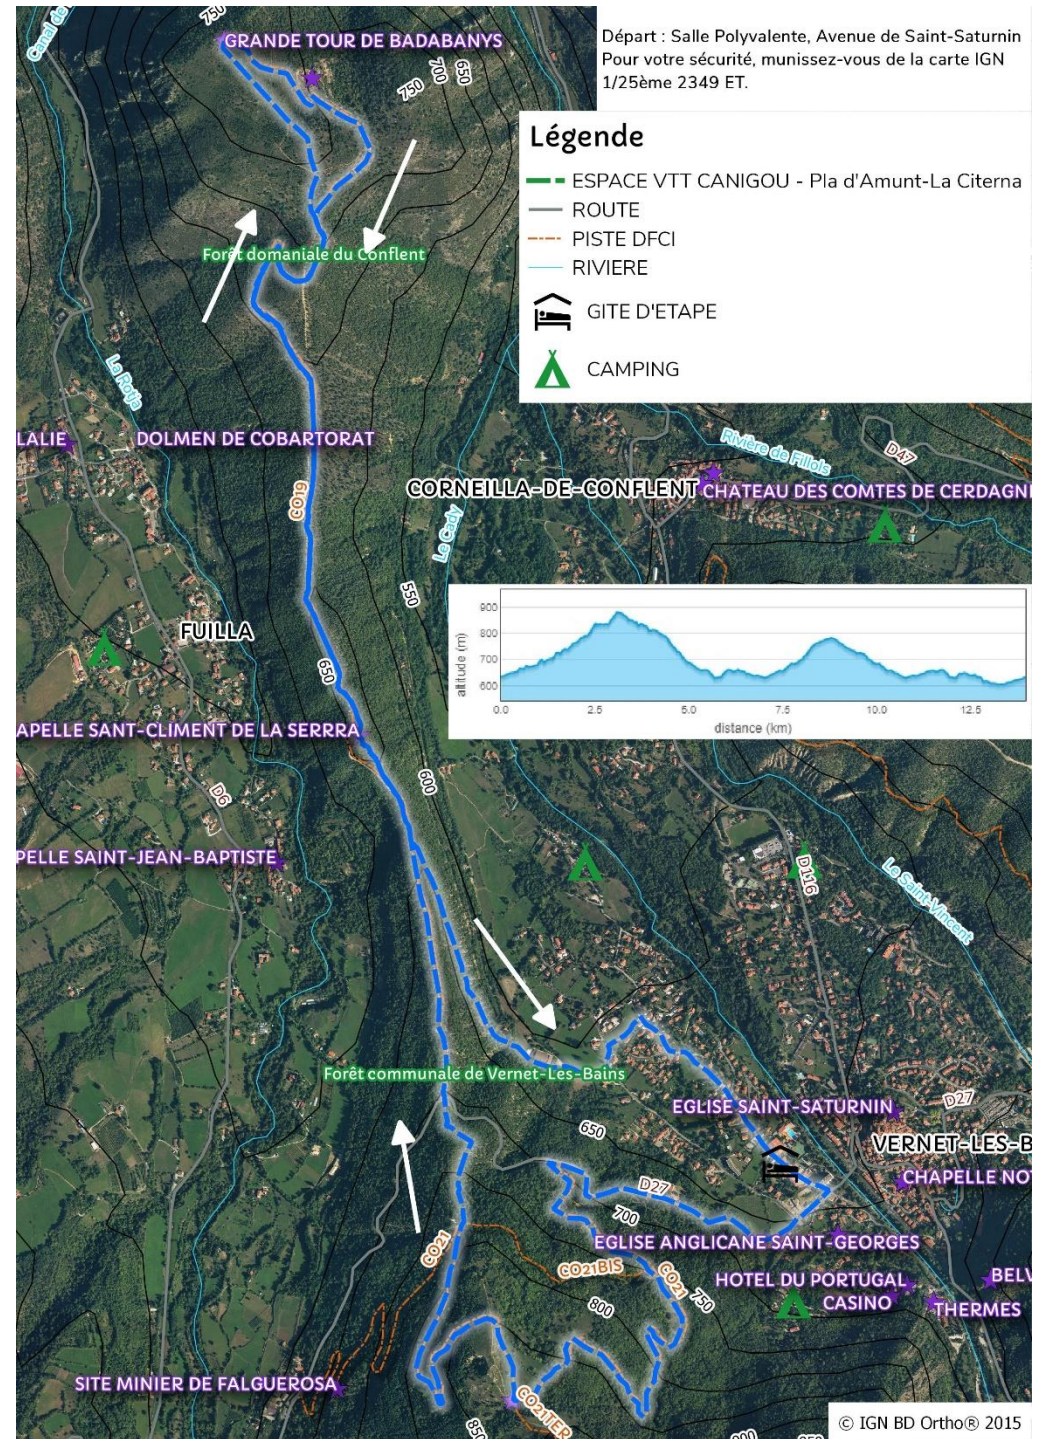 750
Canal de
GRANDE TOUR DE BADABANYS
750
700
650
Départ : Salle Polyvalente, Avenue de Saint-Saturnin
Pour votre sécurité, munissez-vous de la carte IGN
1/25ème 2349 ET.
Légende
ESPACE VTT CANIGOU - Pla d'Amunt-La Citerna
ROUTE
PISTE DFCI
RIVIERE
GITE D'ETAPE
CAMPING
Forêt domaniale du Conflent
La Rotja
LALIE
DOLMEN DE COBARTORAT
Rivière de Fillols
D47
CORNEILLA-DE-CONFLENT
CHATEAU DES COMTES DE CERDAGN
CO19
Le Cady
550
FUILLA
650
altitude (m)
900
800
700
600
0.0
2.5
5.0
7.5
10.0
12.5
distance (km)
APELLE SANT-CLIMENT DE LA SERRRA
D6
600
PELLE SAINT-JEAN-BAPTISTE
D116
Le Saint-Vincent
Forêt communale de Vernet-Les-Bains
EGLISE SAINT-SATURNIN
D27
650
VERNET-LES-B
CHAPELLE NO
D27
700
EGLISE ANGLICANE SAINT-GEORGES
CO21
CO21BIS
CO21
750
HOTEL DU PORTUGAL
BELV
CASINO
THERMES
800
SITE MINIER DE FALGUEROSA
CO21TER
850
900
© IGN BD Ortho® 2015